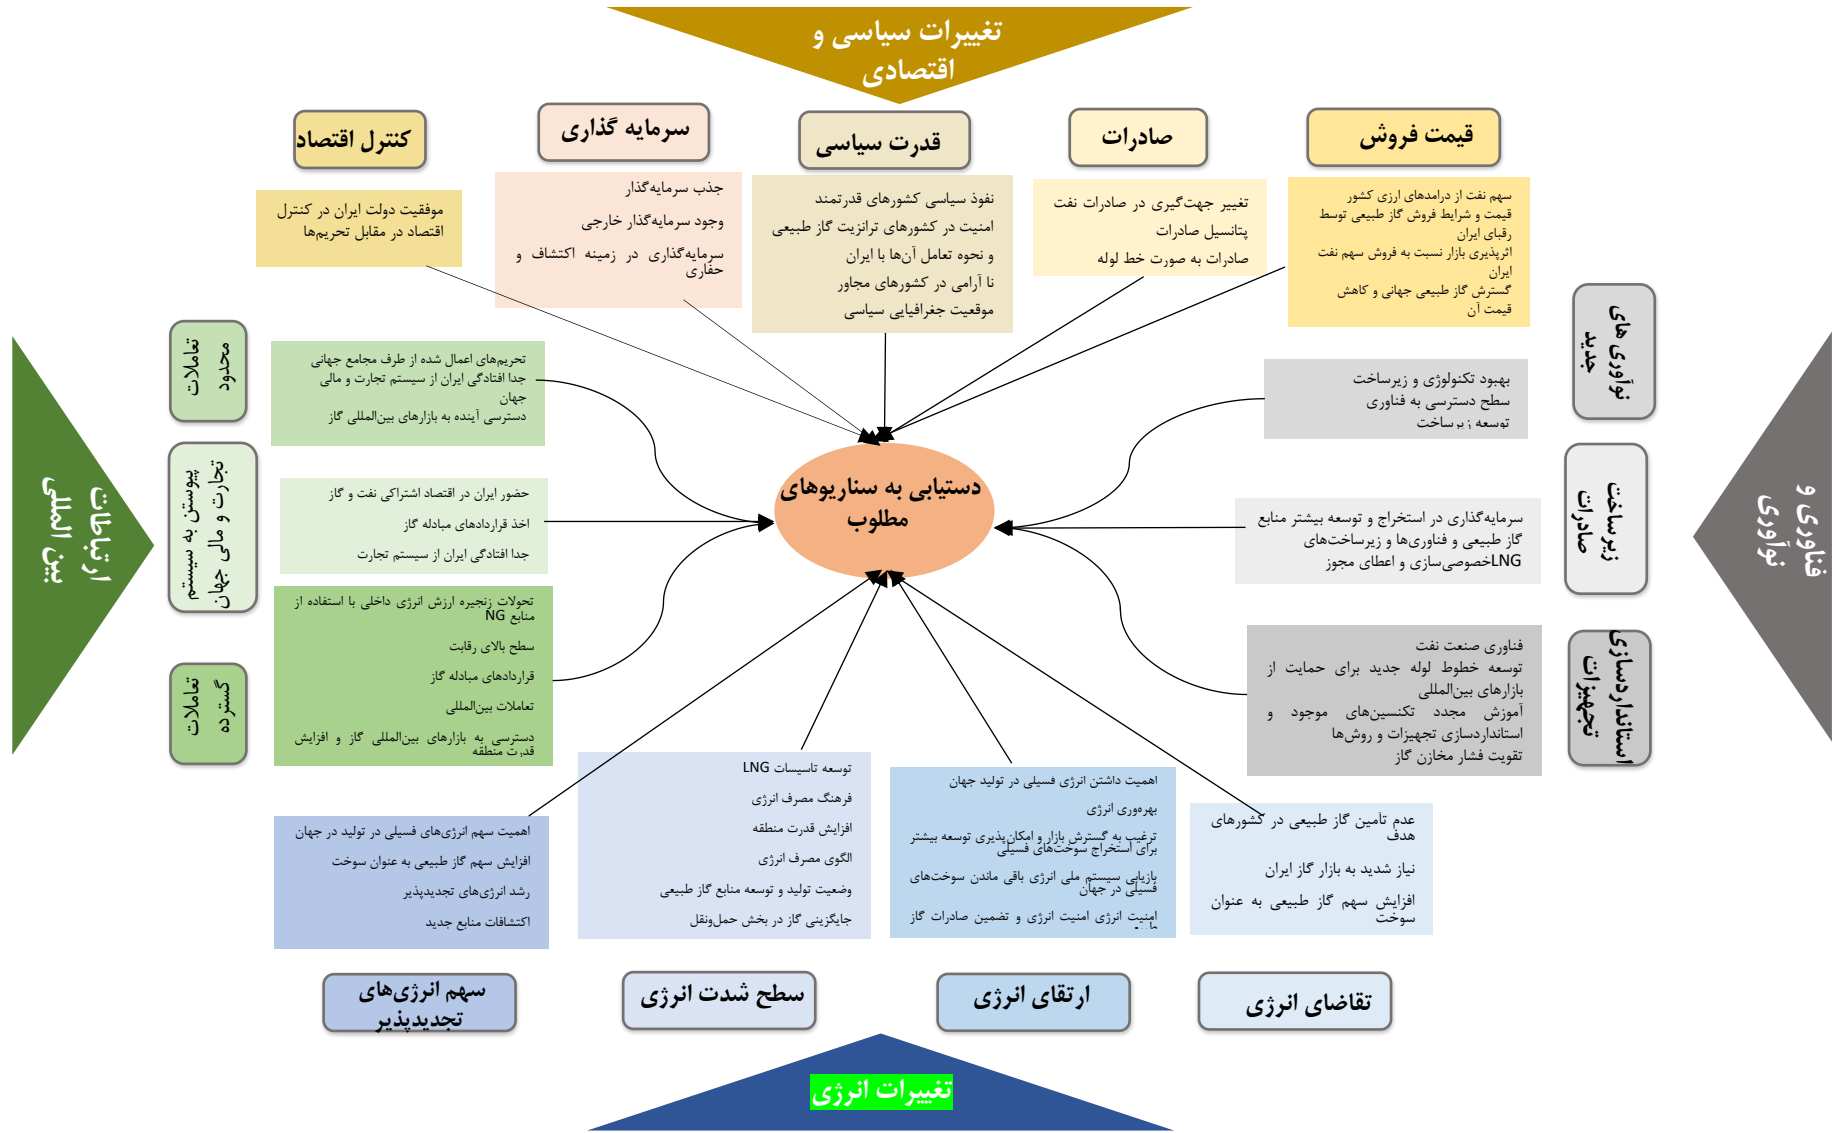 تغییرات سیاسی و
اقتصادی
قیمت فروش
صادرات
قدرت سیاسی
سرمایه گذاری
کنترل اقتصاد
سهم نفت از درامدهای ارزی کشور
قیمت و شرایط فروش گاز طبیعی توسط
رقبای ایران
اثرپذیری بازار نسبت به فروش سهم نفت
ایران
گسترش گاز طبیعی جهانی و کاهش
قیمت آن
تغییر جهت‌گیری در صادرات نفت
پتانسیل صادرات
صادرات به صورت خط لوله
نفوذ سیاسی کشورهای قدرتمند
امنیت در کشورهای ترانزیت گاز طبیعی
و نحوه تعامل آن‌ها با ایران
نا آرامی در کشورهای مجاور
موقعیت جغرافیایی سیاسی
جذب سرمایه‌گذار
وجود سرمایه‌گذار خارجی
سرمایه‌گذاری در زمینه اکتشاف و
حفاری
موفقیت دولت ایران در کنترل
اقتصاد در مقابل تحریم‌ها
فناوری و
نوآوری
نوآوری های
جدید
زیرساخت
صادرات
استانداردسازی
تجهیزات
بهبود تکنولوژی و زیرساخت
سطح دسترسی به فناوری
توسعه زیرساخت
سرمایه‌گذاری در استخراج و توسعه بیشتر منابع
گاز طبیعی و فناوری‌ها و زیرساخت‌های
LNGخصوصی‌سازی و اعطای مجوز
فناوری صنعت نفت
توسعه خطوط لوله جدید برای حمایت از
بازارهای بین‌المللی
آموزش مجدد تکنسین‌های موجود و
استانداردسازی تجهیزات و روش‌ها
تقویت فشار مخازن گاز
دستیابی به سناریوهای
مطلوب
تحریم‌های اعمال شده از طرف مجامع جهانی
جدا افتادگی ایران از سیستم تجارت و مالی
جهان
دسترسی آینده به بازارهای بین‌المللی گاز
حضور ایران در اقتصاد اشتراکی نفت و گاز
اخذ قراردادهای مبادله گاز
جدا افتادگی ایران از سیستم تجارت
تحولات زنجیره ارزش انرژی داخلی با استفاده از
منابع NG
سطح بالای رقابت
قراردادهای مبادله گاز
تعاملات بین‌المللی
دسترسی به بازارهای بین‌المللی گاز و افزایش
قدرت منطقه
تعاملات
محدود
پیوستن به سیستم
تجارت و مالی جهان
تعاملات
گسترده
ارتباطات
بین المللی
عدم تأمین گاز طبیعی در کشورهای
هدف
نیاز شدید به بازار گاز ایران
افزایش سهم گاز طبیعی به عنوان
سوخت
اهمیت داشتن انرژی فسیلی در تولید جهان
بهره‌وری انرژی
ترغیب به گسترش بازار و امکان‌پذیری توسعه بیشتر
برای استخراج سوخت‌های فسیلی
بازیابی سیستم ملی انرژی باقی ماندن سوخت‌های
فسیلی در جهان
امنیت انرژی امنیت انرژی و تضمین صادرات گاز
توسعه تاسیسات LNG
فرهنگ مصرف انرژی
افزایش قدرت منطقه
الگوی مصرف انرژی
وضعیت تولید و توسعه منابع گاز طبیعی
جایگزینی گاز در بخش حمل‌ونقل
اهمیت سهم انرژی‌های فسیلی در تولید در جهان
افزایش سهم گاز طبیعی به عنوان سوخت
رشد انرژی‌های تجدیدپذیر
اکتشافات منابع جدید
تقاضای انرژی
ارتقای انرژی
سطح شدت انرژی
سهم انرژی‌های
تجدیدپذیر
تغییرات انرژی